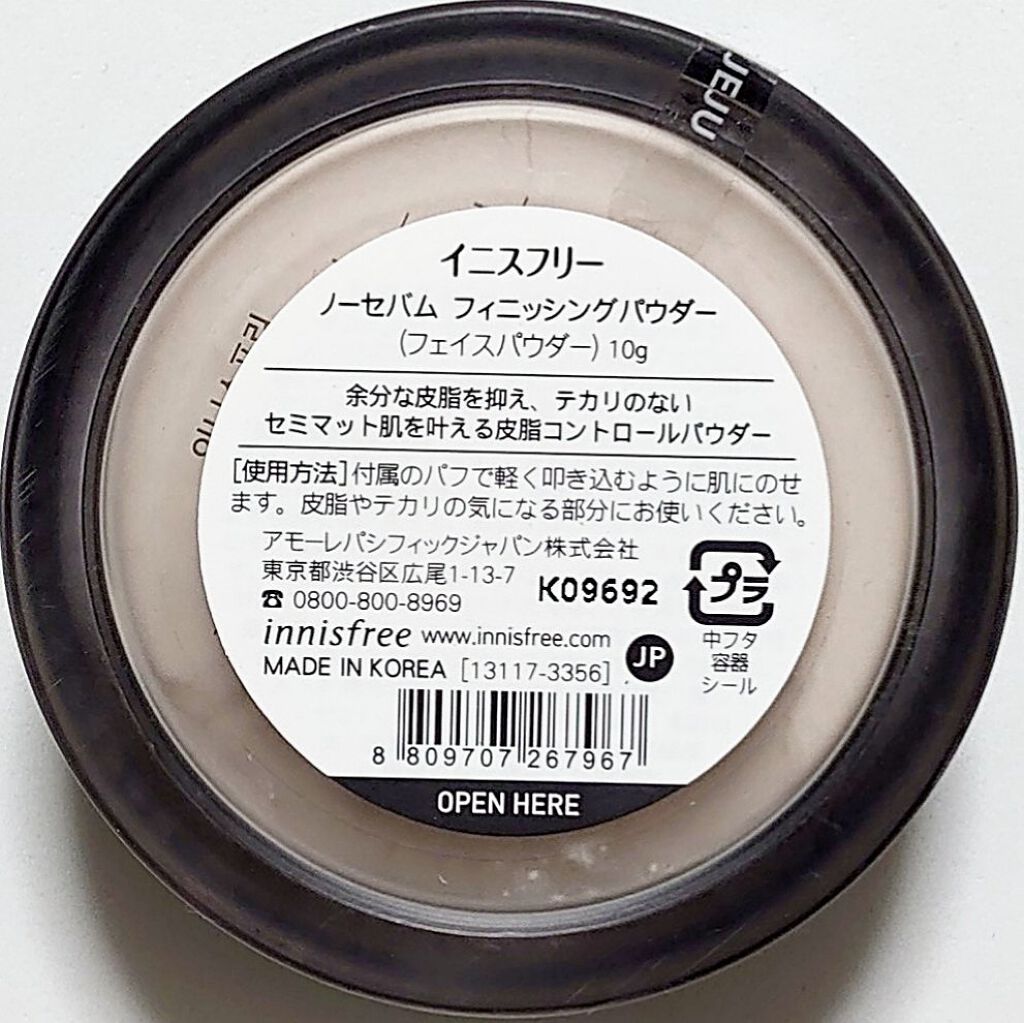 JEJU
イニスフリー
ノーセバム フィニッシングパウダー
(フェイスパウダー) 10g
余分な皮脂を抑え、テカリのない
セミマット肌を叶える皮脂コントロールパウダー
[使用方法]付属のパフで軽く叩き込むように肌にのせ
ます。皮脂やテカリの気になる部分にお使いください。
アモーレパシフィックジャパン株式会社
東京都渋谷区広尾1-13-7
K09692
☎ 0800-800-8969
プラ
中フタ
容器
シール
innisfree www.innisfree.com
JP
MADE IN KOREA [13117-3356]
8 809707 267967
OPEN HERE